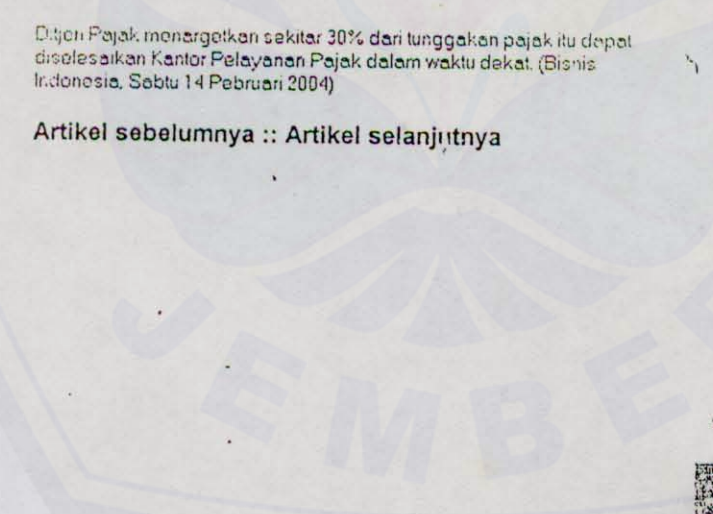 Ditjen Pajak menargetkan sekitar 30% dari tunggakan pajak itu dapat
diselesaikan Kantor Pelayanan Pajak dalam waktu dekat. (Bisnis
Indonesia, Sabtu 14 Pebruari 2004)
Artikel sebelumnya :: Artikel selanjutnya
JEMBE